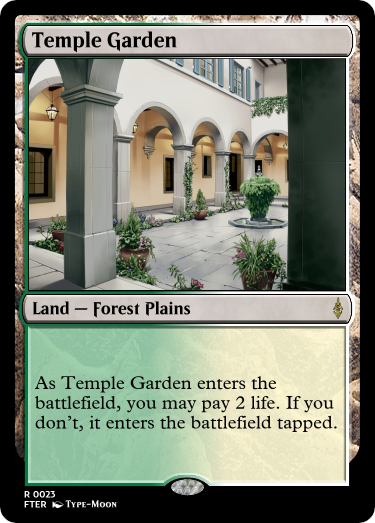 Temple Garden
Land — Forest Plains
As Temple Garden enters the
battlefield, you may pay 2 life. If you
don't, it enters the battlefield tapped.
R 0023
FTER Type-Moon